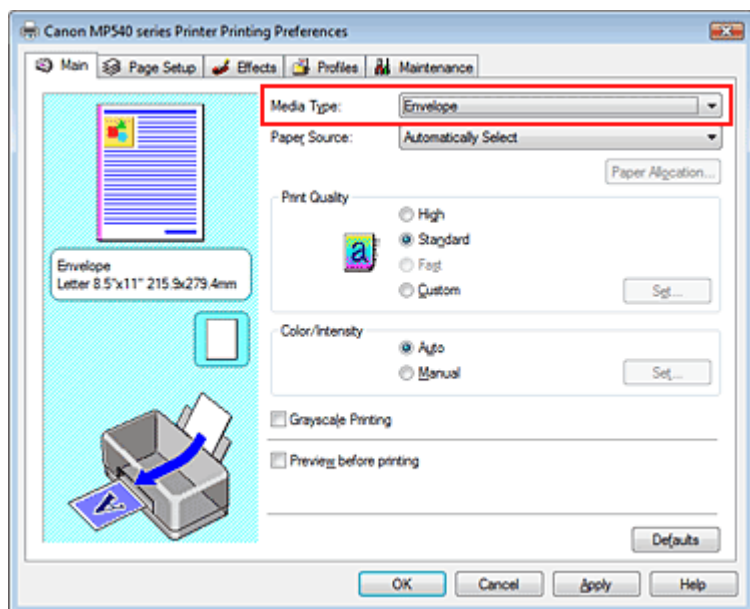 Canon MP540 series Printer Printing Preferences
Main Page Setup Effects Profiles Maintenance
Media Type: Envelope
Paper Source: Automatically Select
Paper Allocation...
Print Quality
High
a Standard
Fast
Custom Set...
Envelope
Letter 8.5"x11" 215.9x279.4mm
Color/Intensity
Auto
Manual Set...
Grayscale Printing
Preview before printing
A
Defaults
OK Cancel Apply Help